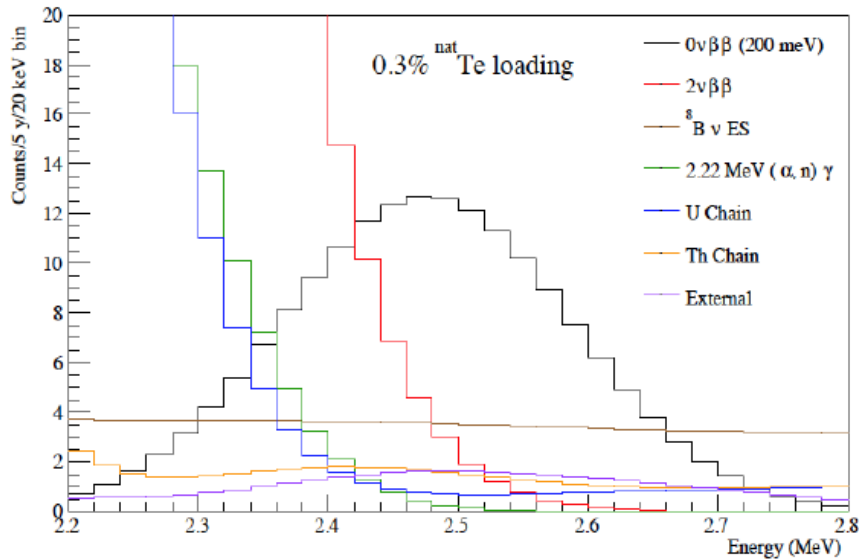 Counts/5 y/20 keV bin
20
18
16
14
12
10
8
6
4
2
0
0.3% ⁿᵃᵗTe loading
0νββ (200 meV)
2νββ
⁸B ν ES
2.22 MeV (α, n) γ
U Chain
Th Chain
External
2.2
2.3
2.4
2.5
2.6
2.7
2.8
Energy (MeV)